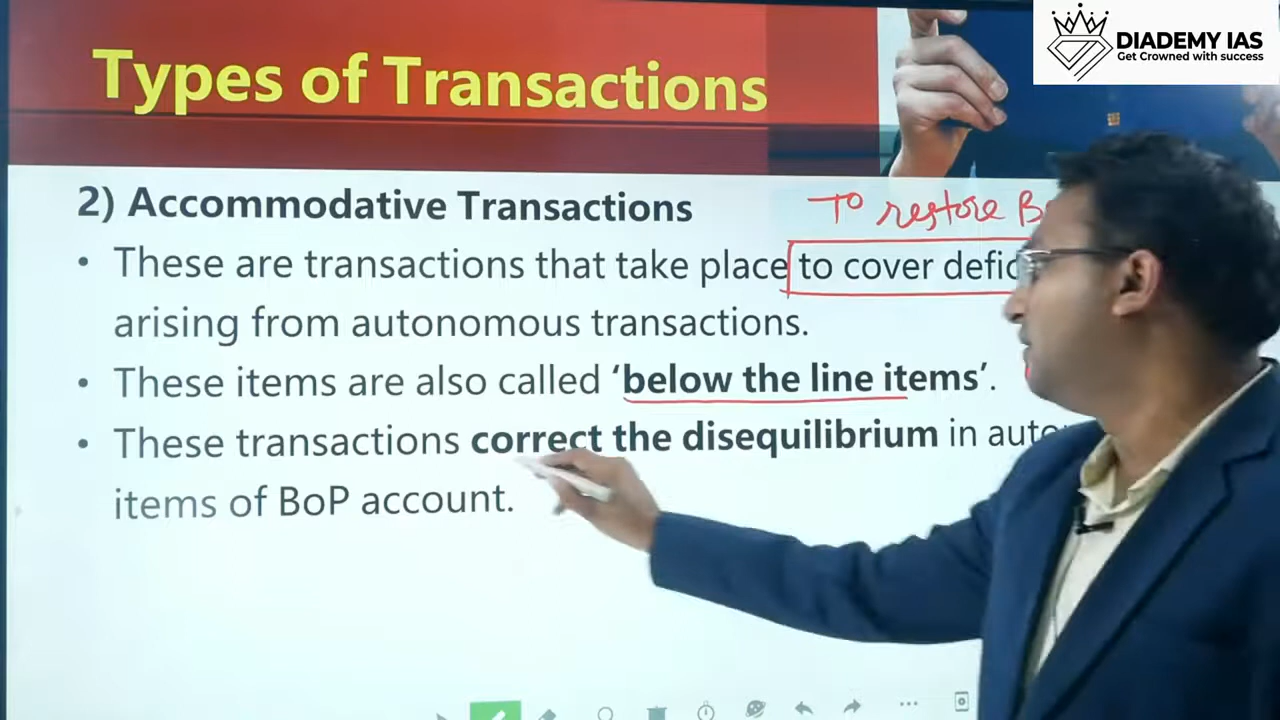 DIADEMY IAS
Get Crowned with success
Types of Transactions
2) Accommodative Transactions
To restore
• These are transactions that take place to cover
arising from autonomous transactions.
• These items are also called ‘below the line items’.
• These transactions correct the disequilibrium in
items of BoP account.